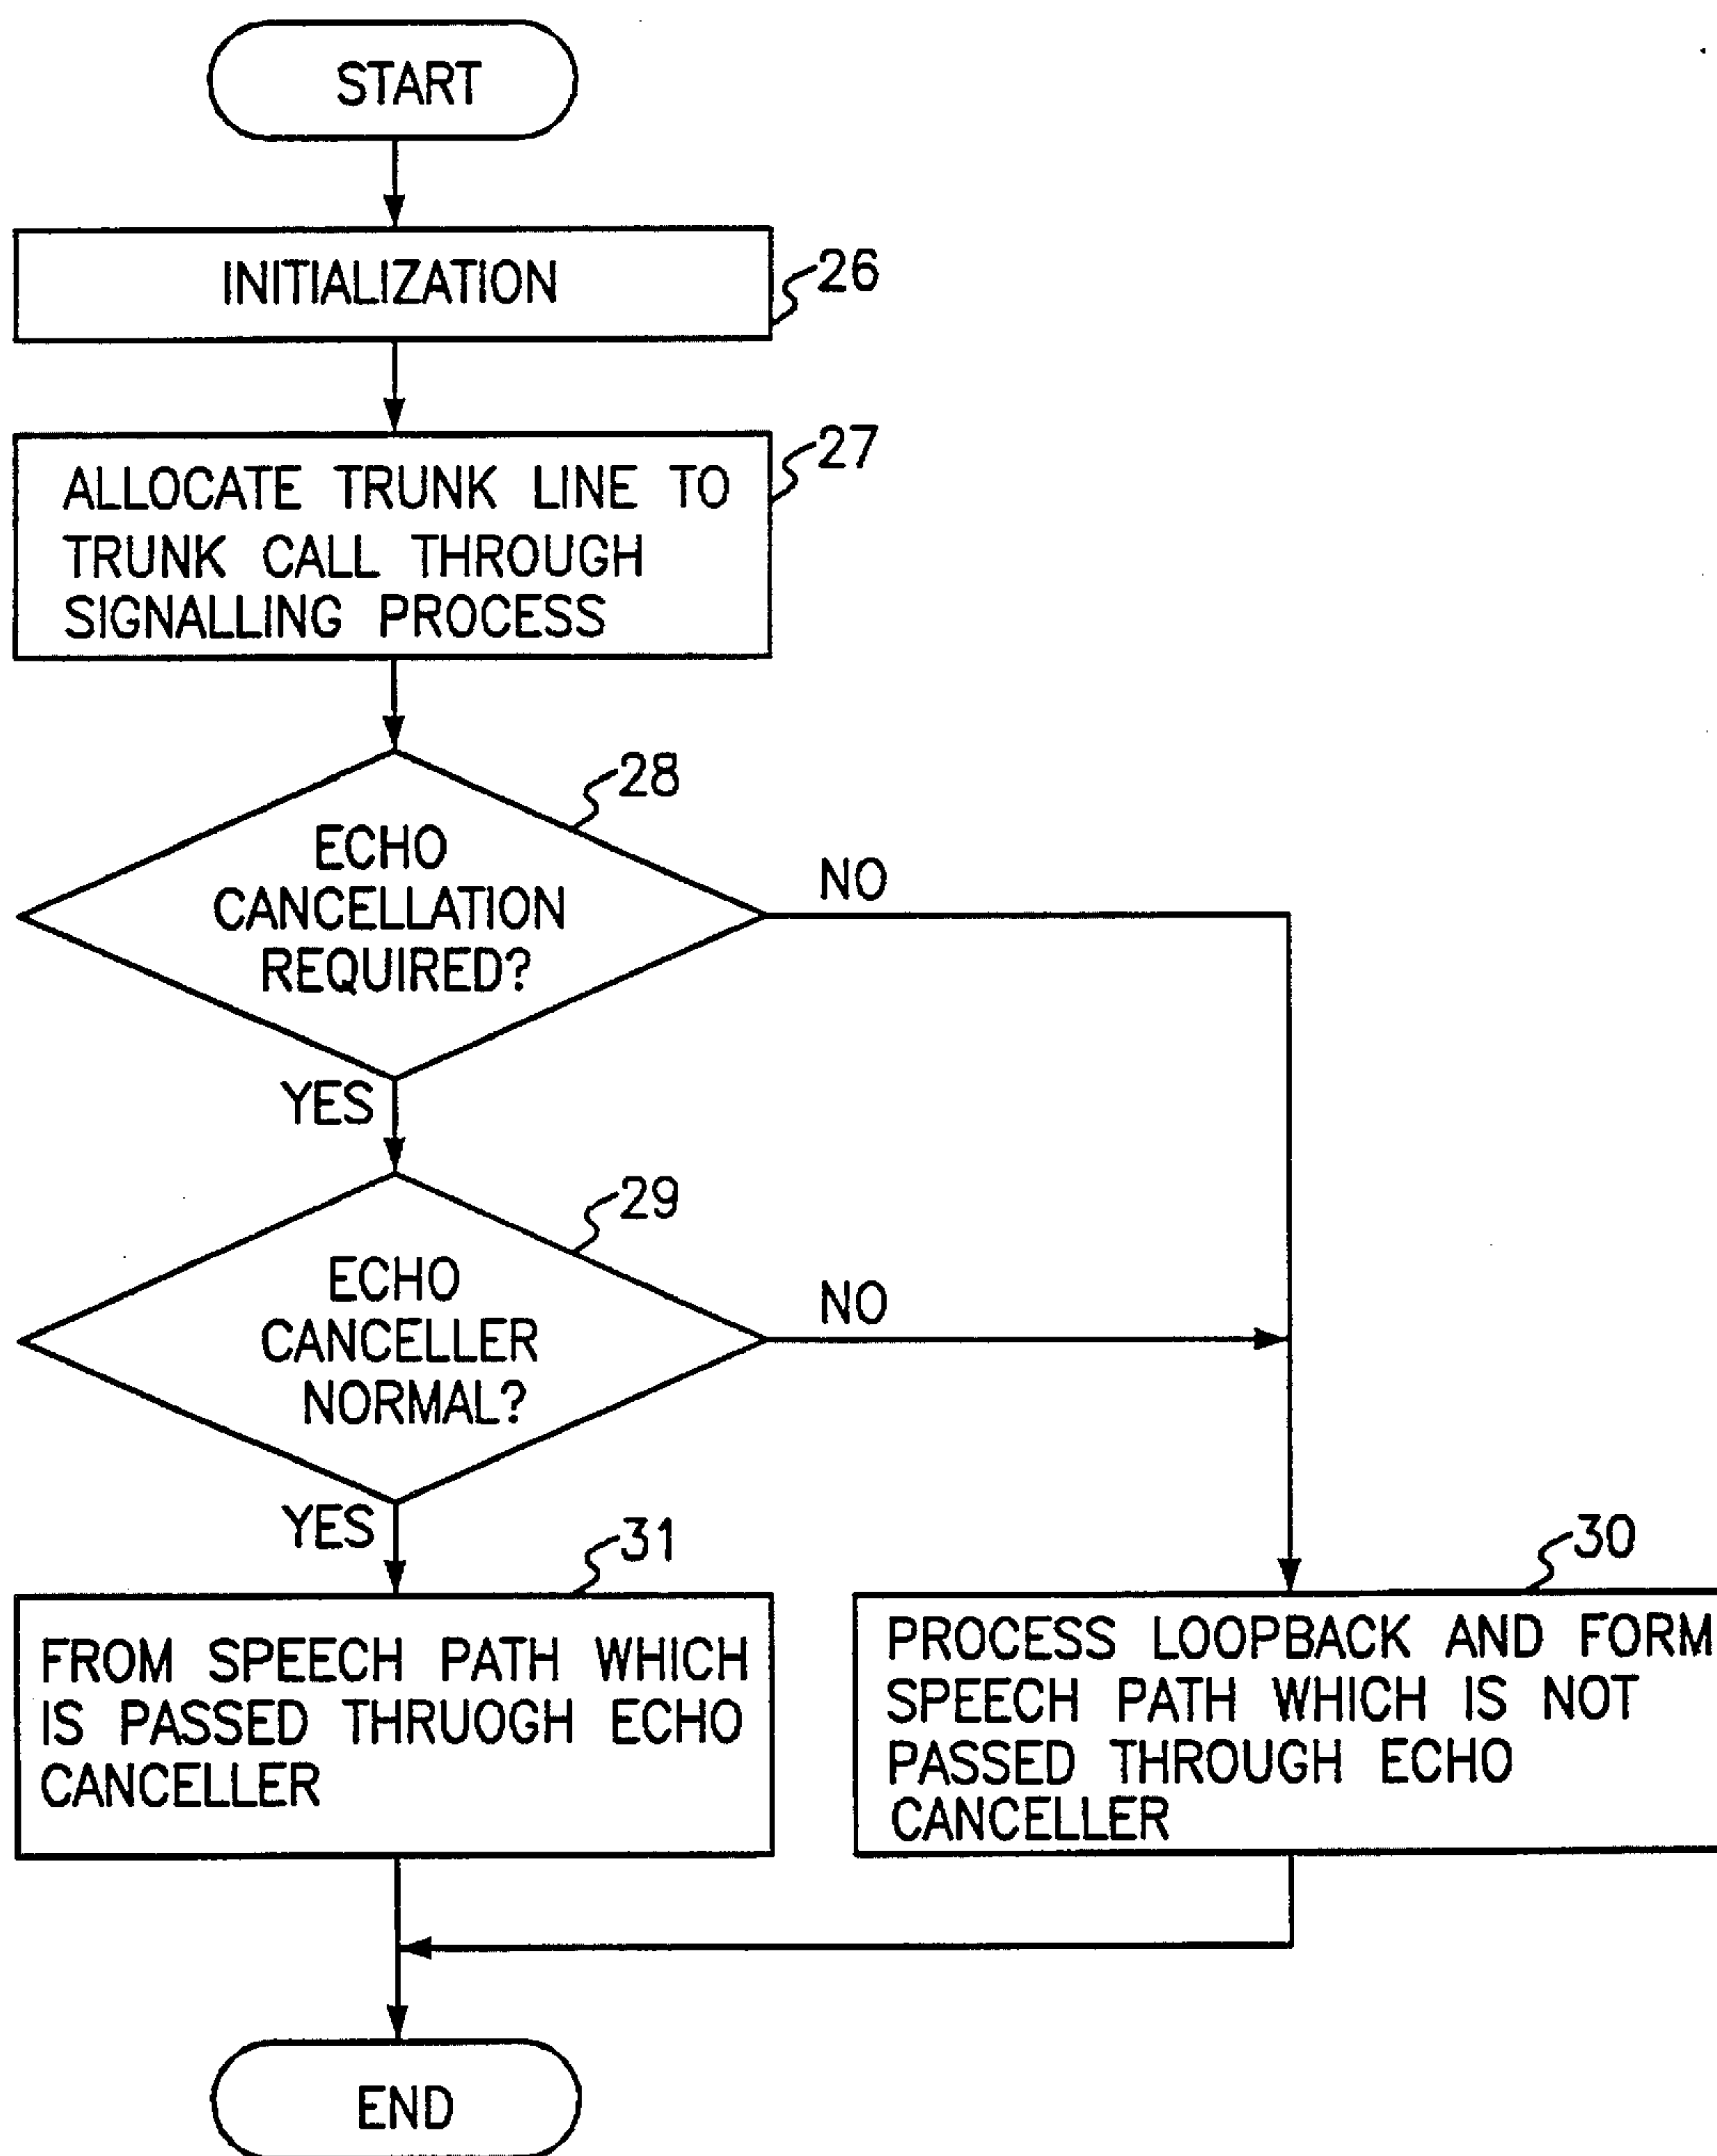 START
INITIALIZATION
26
ALLOCATE TRUNK LINE TO
TRUNK CALL THROUGH
SIGNALLING PROCESS
27
28
ECHO
CANCELLATION
REQUIRED?
NO
YES
29
ECHO
CANCELLER
NORMAL?
NO
YES
31
FROM SPEECH PATH WHICH
IS PASSED THRUOGH ECHO
CANCELLER
30
PROCESS LOOPBACK AND FORM
SPEECH PATH WHICH IS NOT
PASSED THROUGH ECHO
CANCELLER
END